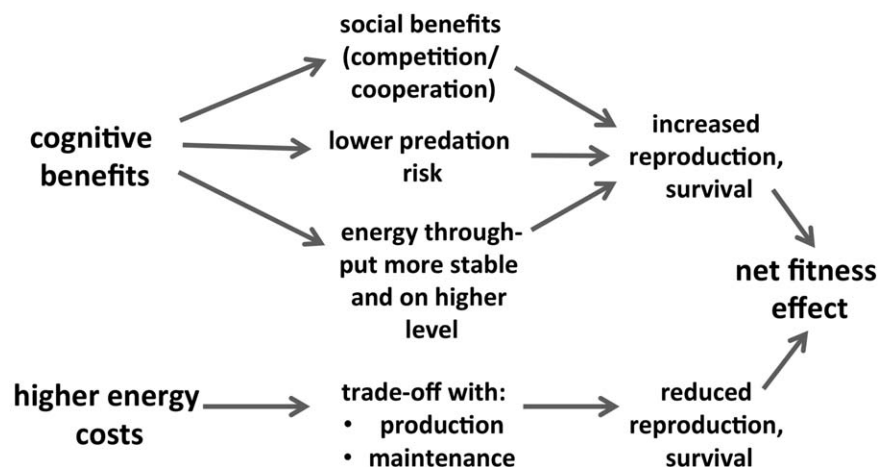 social benefits
(competition/
cooperation)
cognitive
benefits
lower predation
risk
increased
reproduction,
survival
energy through-
put more stable
and on higher
level
net fitness
effect
higher energy
costs
trade-off with:
• production
• maintenance
reduced
reproduction,
survival